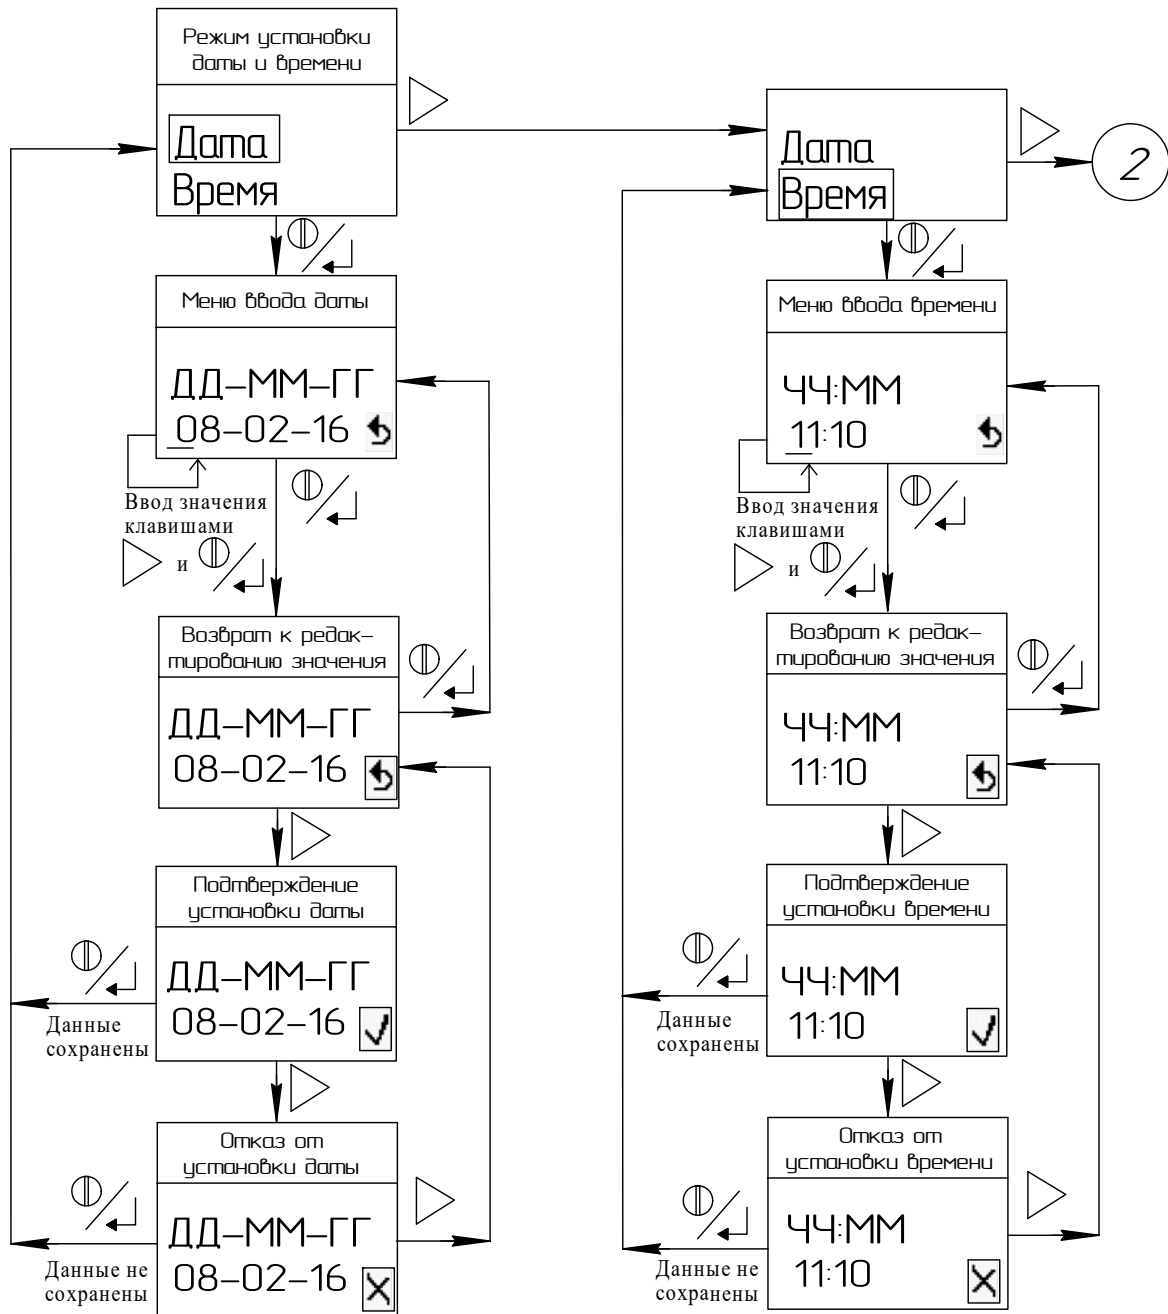 Режим установки
даты и времени
Дата
Время
Меню ввода даты
ДД-ММ-ГГ
08-02-16
Ввод значения
клавишами
и
Возврат к редак-
тированию значения
ДД-ММ-ГГ
08-02-16
Подтверждение
установки даты
ДД-ММ-ГГ
08-02-16
Данные
сохранены
Отказ от
установки даты
ДД-ММ-ГГ
08-02-16
Данные не
сохранены
Дата
Время
2
Меню ввода времени
ЧЧ:ММ
11:10
Ввод значения
клавишами
и
Возврат к редак-
тированию значения
ЧЧ:ММ
11:10
Подтверждение
установки времени
ЧЧ:ММ
11:10
Данные
сохранены
Отказ от
установки времени
ЧЧ:ММ
11:10
Данные не
сохранены